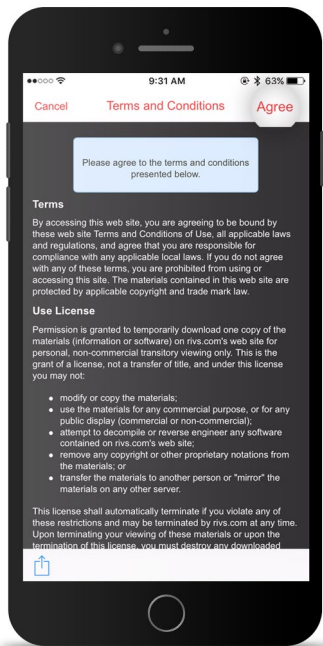 9:31 AM
63%
Cancel
Terms and Conditions
Agree
Please agree to the terms and conditions
presented below.
Terms
By accessing this web site, you are agreeing to be bound by
these web site Terms and Conditions of Use, all applicable laws
and regulations, and agree that you are responsible for
compliance with any applicable local laws. If you do not agree
with any of these terms, you are prohibited from using or
accessing this site. The materials contained in this web site are
protected by applicable copyright and trade mark law.
Use License
Permission is granted to temporarily download one copy of the
materials (information or software) on rivs.com's web site for
personal, non-commercial transitory viewing only. This is the
grant of a license, not a transfer of title, and under this license
you may not:
• modify or copy the materials;
• use the materials for any commercial purpose, or for any
public display (commercial or non-commercial);
• attempt to decompile or reverse engineer any software
contained on rivs.com's web site;
• remove any copyright or other proprietary notations from
the materials; or
• transfer the materials to another person or "mirror" the
materials on any other server.
This license shall automatically terminate if you violate any of
these restrictions and may be terminated by rivs.com at any time.
Upon terminating your viewing of these materials or upon the
termination of this license, you must destroy any downloaded